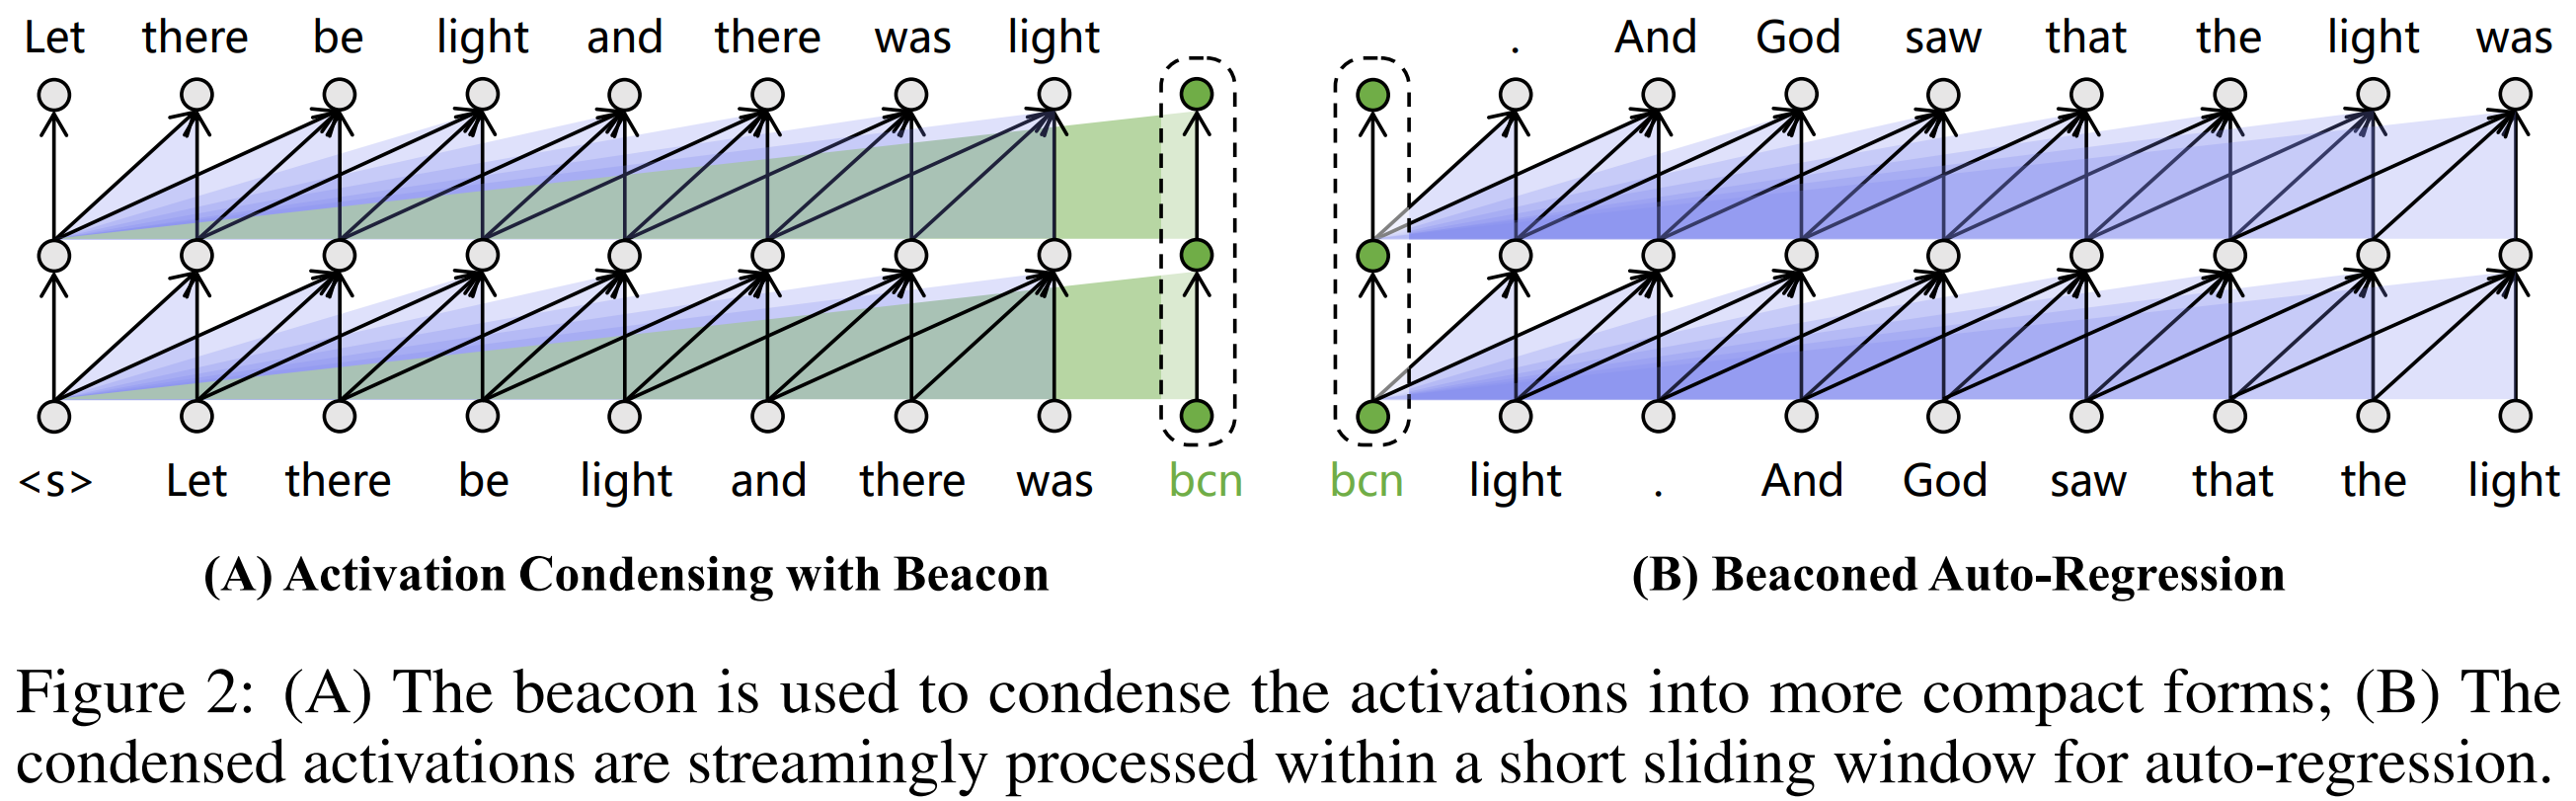 Let there be light and there was light . And God saw that the light was
<s> Let there be light and there was bcn bcn light . And God saw that the light
(A) Activation Condensing with Beacon (B) Beaconed Auto-Regression
Figure 2: (A) The beacon is used to condense the activations into more compact forms; (B) The
condensed activations are streamingly processed within a short sliding window for auto-regression.